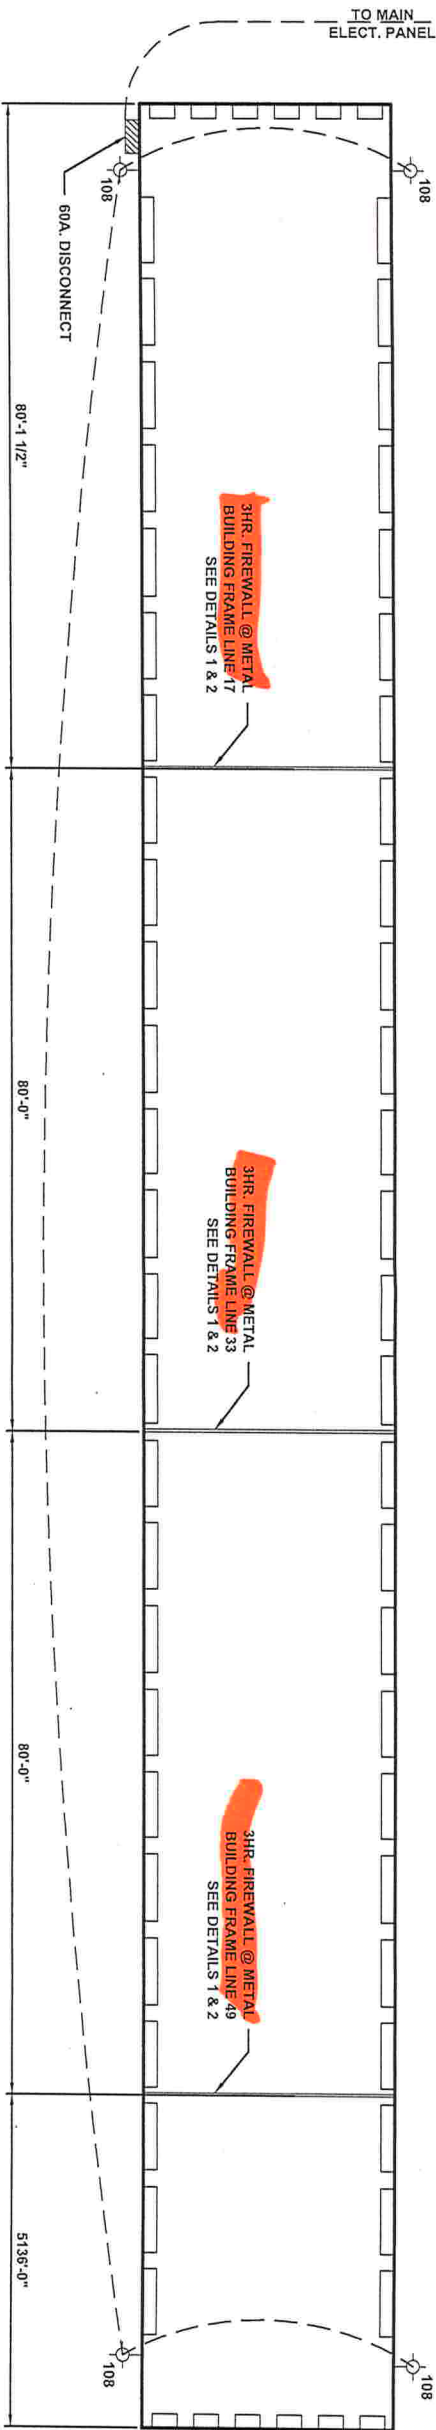 TO MAIN
ELECT. PANEL
108
108
60A. DISCONNECT
80'-1 1/2"
3HR. FIREWALL @ METAL
BUILDING FRAME LINE 17
SEE DETAILS 1 & 2
80'-0"
3HR. FIREWALL @ METAL
BUILDING FRAME LINE 33
SEE DETAILS 1 & 2
80'-0"
3HR. FIREWALL @ METAL
BUILDING FRAME LINE 49
SEE DETAILS 1 & 2
5136'-0"
108
108